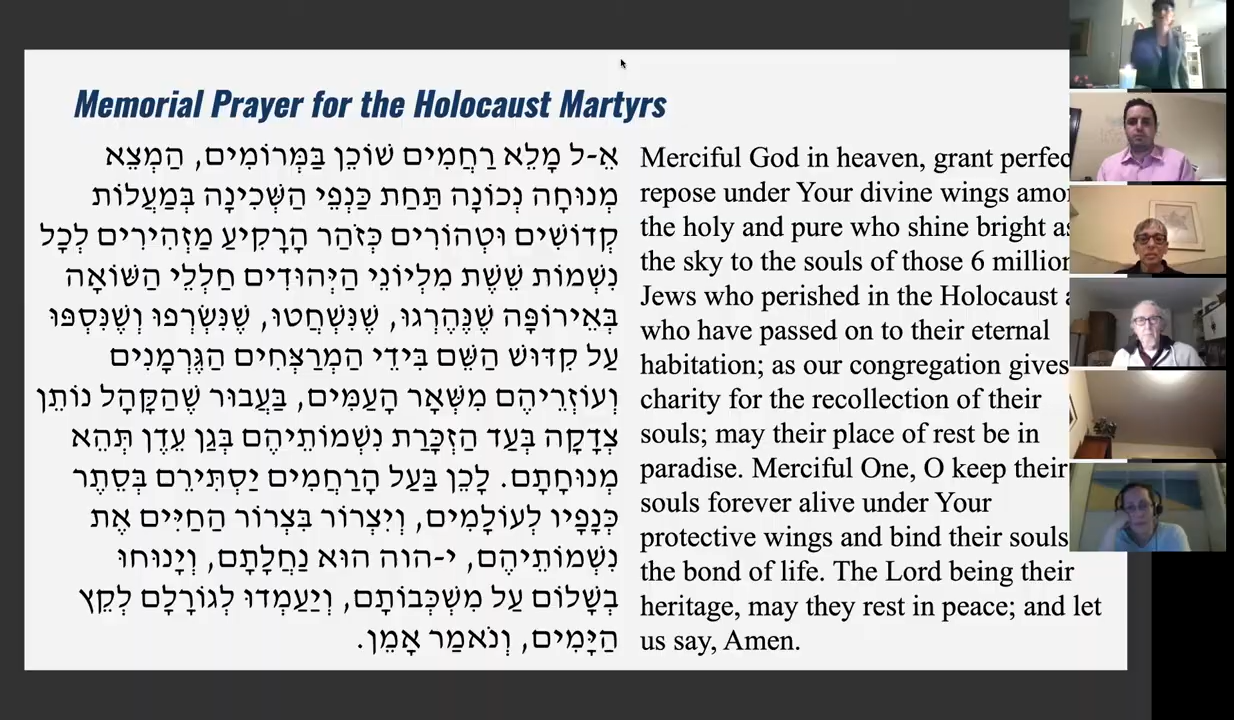 Memorial Prayer for the Holocaust Martyrs
אֵ-ל מָלֵא רַחֲמִים שׁוֹכֵן בַּמְּרוֹמִים, הַמְצֵא
מְנוּחָה נְכוֹנָה תַּחַת כַּנְפֵי הַשְּׁכִינָה בְּמַעֲלוֹת
קְדוֹשִׁים וּטְהוֹרִים כְּזֹהַר הָרָקִיעַ מַזְהִירִים לְכָל
נִשְׁמוֹת שֵׁשֶׁת מִלְיוֹנֵי הַיְּהוּדִים חַלְלֵי הַשּׁוֹאָה
בְּאֵירוֹפָּה שֶׁנֶּהֶרְגוּ, שֶׁנִּשְׁחֲטוּ, שֶׁנִּשְׂרְפוּ וְשֶׁנִּסְפּוּ
עַל קִדּוּשׁ הַשֵּׁם בִּידֵי הַמְרַצְּחִים הַגֶּרְמָנִים
וְעוֹזְרֵיהֶם מִשְּׁאָר הָעַמִּים, בַּעֲבוּר שֶׁהַקָּהָל נוֹתֵן
צְדָקָה בְּעַד הַזְכָּרַת נִשְׁמוֹתֵיהֶם בְּגַן עֵדֶן תְּהֵא
מְנוּחָתָם. לָכֵן בַּעַל הָרַחֲמִים יַסְתִּירֵם בְּסֵתֶר
כְּנָפָיו לְעוֹלָמִים, וְיִצְרוֹר בִּצְרוֹר הַחַיִּים אֶת
נִשְׁמוֹתֵיהֶם, י-הוה הוּא נַחֲלָתָם, וְיָנוּחוּ
בְּשָׁלוֹם עַל מִשְׁכְּבוֹתָם, וְיַעַמְדוּ לְגוֹרָלָם לְקֵץ
הַיָּמִים, וְנֹאמַר אָמֵן.
Merciful God in heaven, grant perfec
repose under Your divine wings amo
the holy and pure who shine bright as
the sky to the souls of those 6 million
Jews who perished in the Holocaust
who have passed on to their eternal
habitation; as our congregation gives
charity for the recollection of their
souls; may their place of rest be in
paradise. Merciful One, O keep their
souls forever alive under Your
protective wings and bind their souls
the bond of life. The Lord being their
heritage, may they rest in peace; and let
us say, Amen.